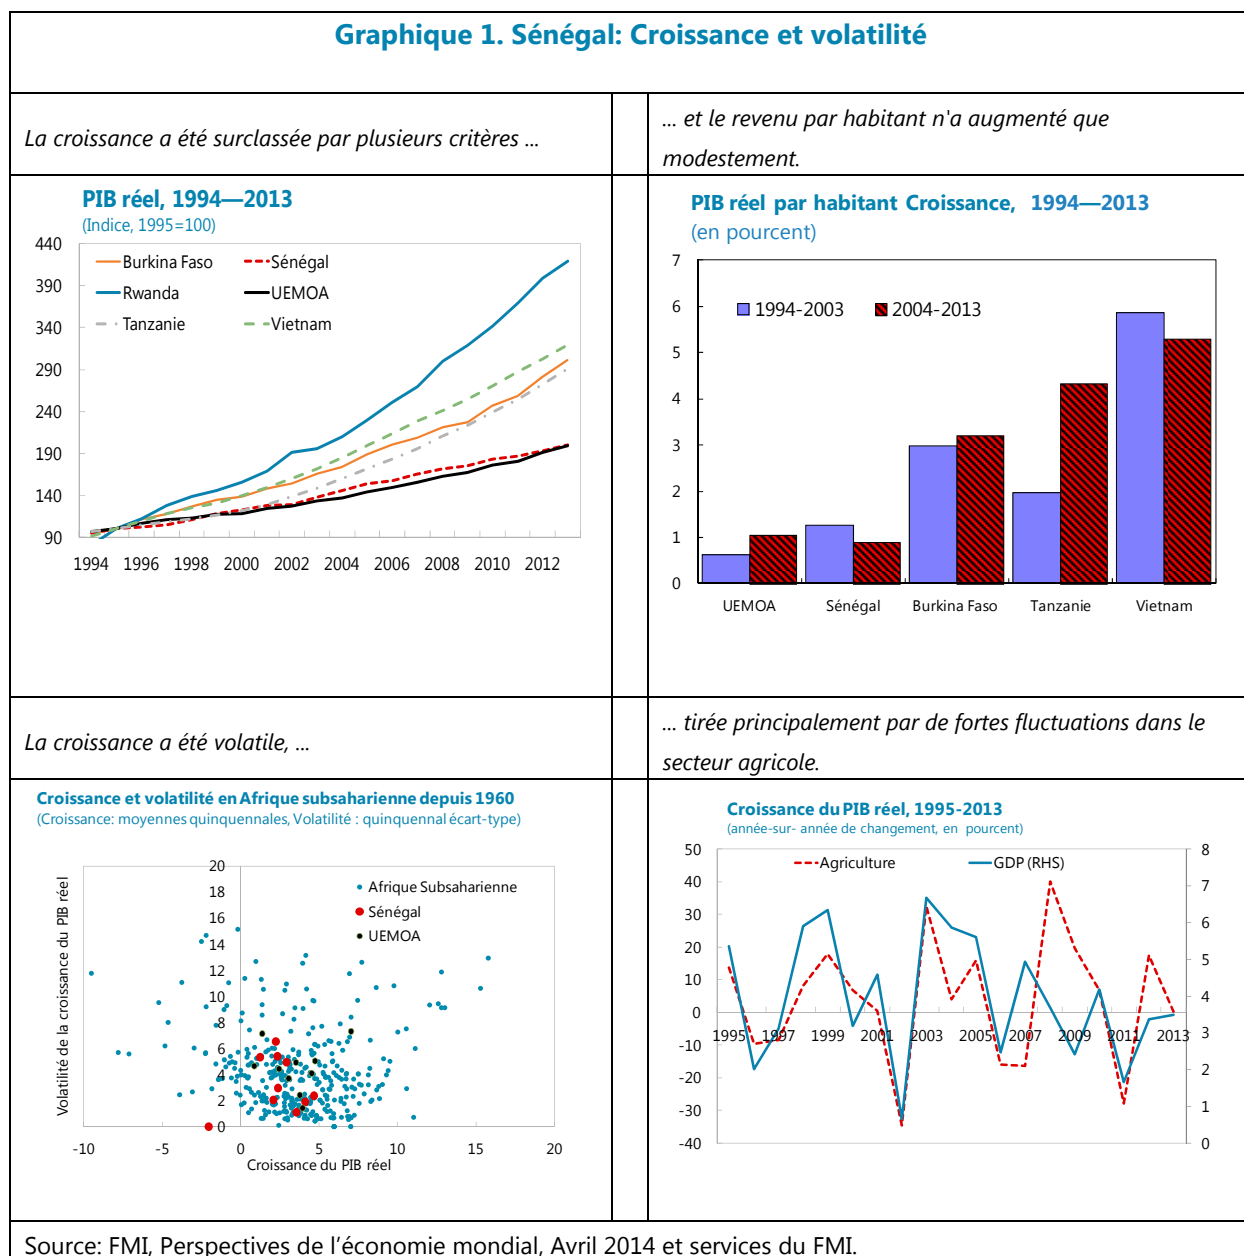 Graphique 1. Sénégal: Croissance et volatilité
La croissance a été surclassée par plusieurs critères ...
... et le revenu par habitant n'a augmenté que
modestement.
PIB réel, 1994—2013
(Indice, 1995=100)
440
390
340
290
240
190
140
90
Burkina Faso
Sénégal
Rwanda
UEMOA
Tanzanie
Vietnam
1994 1996 1998 2000 2002 2004 2006 2008 2010 2012
PIB réel par habitant Croissance, 1994—2013
(en pourcent)
7
6
5
4
3
2
1
0
1994-2003
2004-2013
UEMOA Sénégal Burkina Faso Tanzanie Vietnam
La croissance a été volatile, ...
... tirée principalement par de fortes fluctuations dans le
secteur agricole.
Croissance et volatilité en Afrique subsaharienne depuis 1960
(Croissance: moyennes quinquennales, Volatilité : quinquennal écart-type)
Volatilité de la croissance du PIB réel
20
18
16
14
12
10
8
6
4
2
0
Afrique Subsaharienne
Sénégal
UEMOA
-10 -5 0 5 10 15 20
Croissance du PIB réel
Croissance du PIB réel, 1995-2013
(année-sur- année de changement, en pourcent)
50
40
30
20
10
0
-10
-20
-30
-40
Agriculture
GDP (RHS)
8
7
6
5
4
3
2
1
0
1995 1997 1999 2001 2003 2005 2007 2009 2011 2013
Source: FMI, Perspectives de l’économie mondial, Avril 2014 et services du FMI.